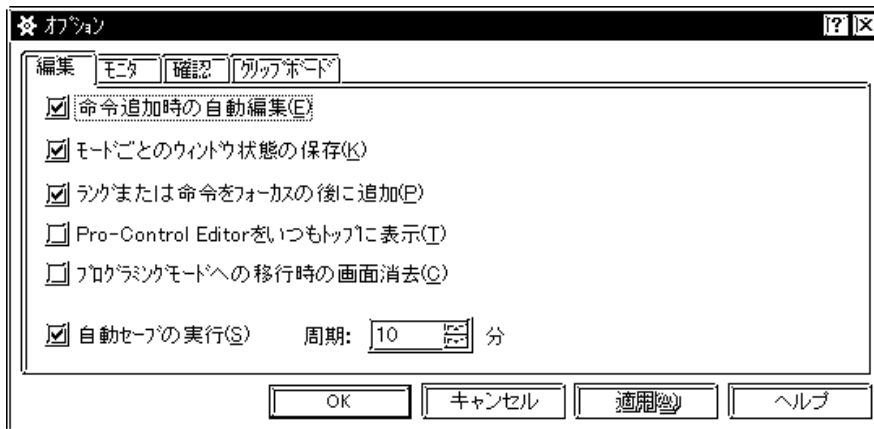 オプション
編集 モニタ 確認 クリップボード
命令追加時の自動編集(E)
モードごとのウィンドウ状態の保存(K)
ラングまたは命令をフォーカスの後に追加(P)
Pro-Control Editorをいつもトップに表示(T)
プログラミングモードへの移行時の画面消去(C)
自動セーブの実行(S) 周期: 10 分
OK キャンセル 適用(A) ヘルプ